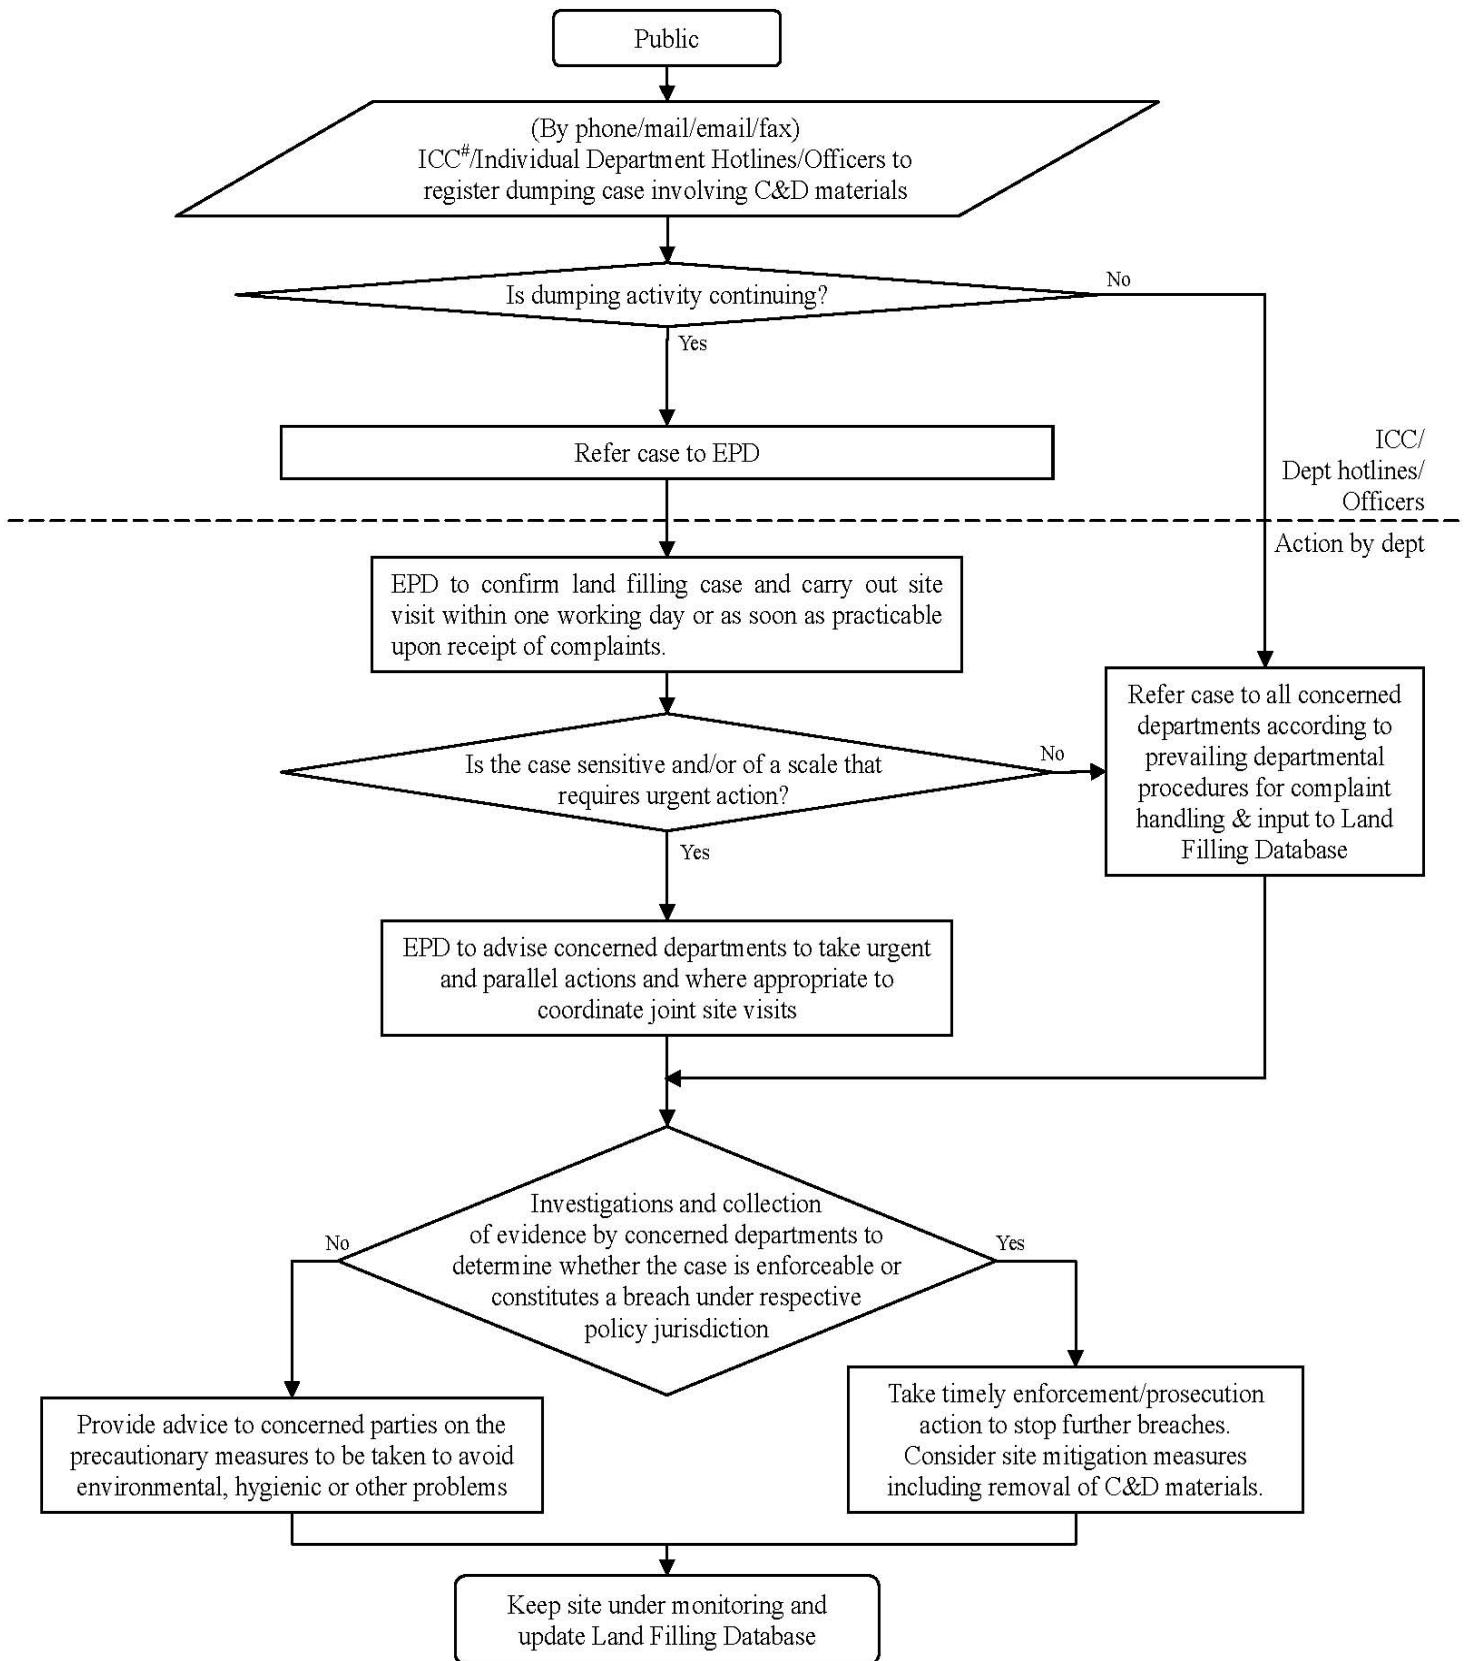 Public
(By phone/mail/email/fax)
ICC#/Individual Department Hotlines/Officers to
register dumping case involving C&D materials
Is dumping activity continuing?
No
Yes
Refer case to EPD
ICC/
Dept hotlines/
Officers
Action by dept
EPD to confirm land filling case and carry out site
visit within one working day or as soon as practicable
upon receipt of complaints.
Is the case sensitive and/or of a scale that
requires urgent action?
No
Yes
Refer case to all concerned
departments according to
prevailing departmental
procedures for complaint
handling & input to Land
Filling Database
EPD to advise concerned departments to take urgent
and parallel actions and where appropriate to
coordinate joint site visits
Investigations and collection
of evidence by concerned departments to
determine whether the case is enforceable or
constitutes a breach under respective
policy jurisdiction
No
Yes
Provide advice to concerned parties on the
precautionary measures to be taken to avoid
environmental, hygienic or other problems
Take timely enforcement/prosecution
action to stop further breaches.
Consider site mitigation measures
including removal of C&D materials.
Keep site under monitoring and
update Land Filling Database